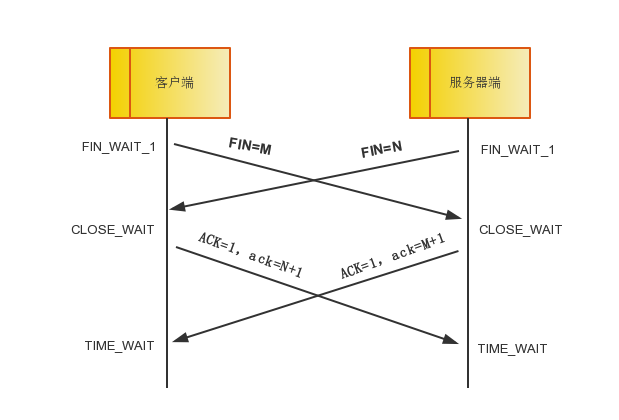 客户端
服务器端
FIN_WAIT_1
FIN=M
FIN=N
FIN_WAIT_1
CLOSE_WAIT
ACK=1, ack=N+1
ACK=1, ack=M+1
CLOSE_WAIT
TIME_WAIT
TIME_WAIT